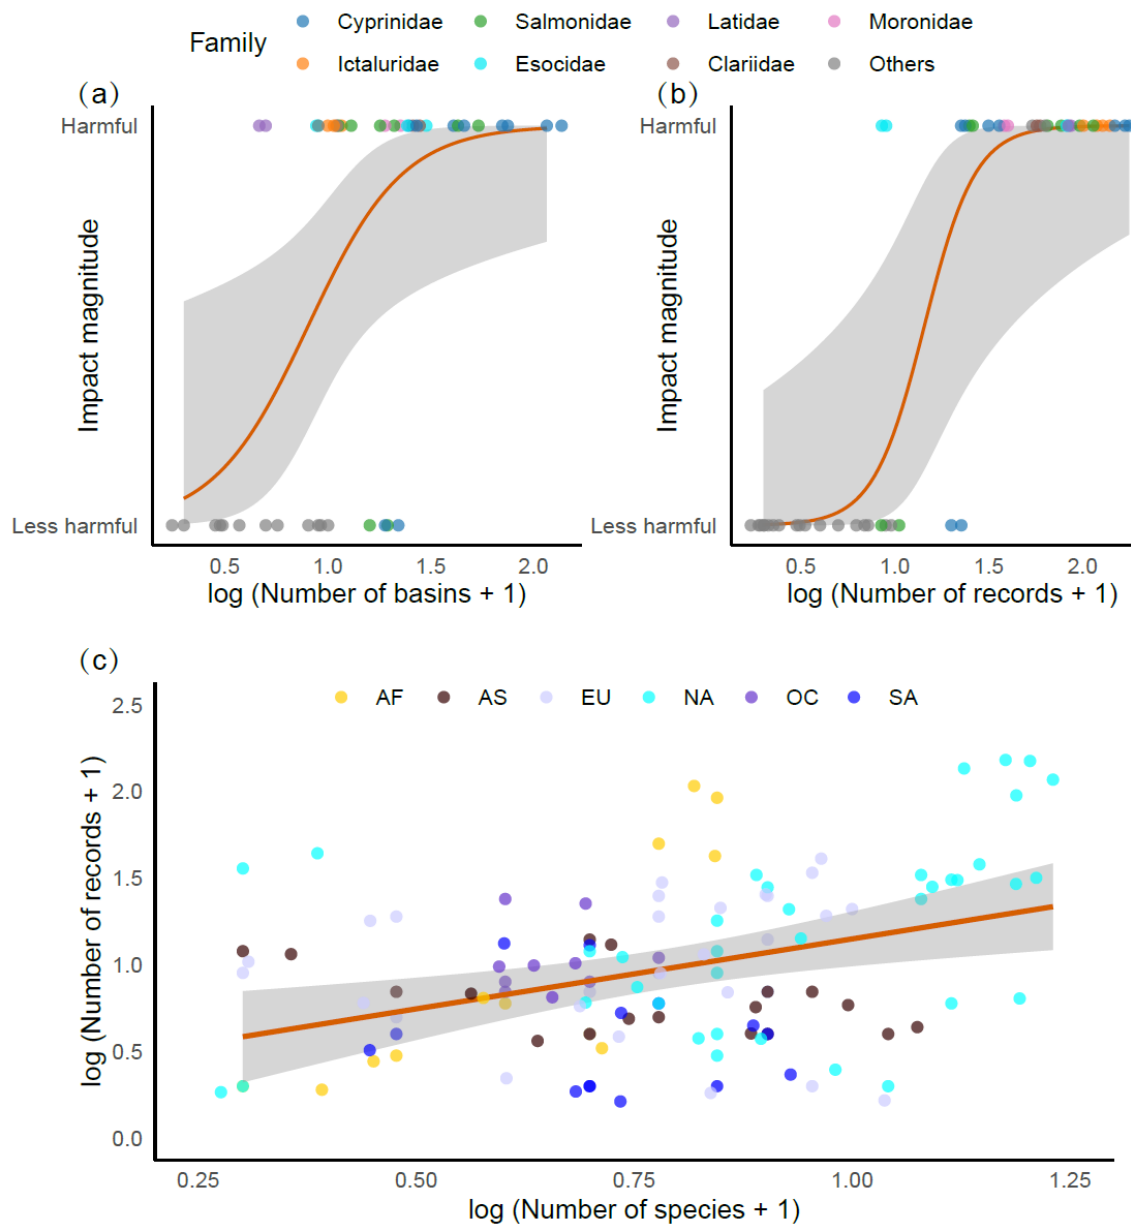 Family
Cyprinidae Salmonidae Latidae Moronidae
Ictaluridae Esocidae Clariidae Others
（a）
Harmful
Less harmful
Impact magnitude
0.5 1.0 1.5 2.0
log (Number of basins + 1)
（b）
Harmful
Less harmful
Impact magnitude
0.5 1.0 1.5 2.0
log (Number of records + 1)
（c）
AF AS EU NA OC SA
2.5
2.0
1.5
1.0
0.5
0.0
log (Number of records + 1)
0.25 0.50 0.75 1.00 1.25
log (Number of species + 1)